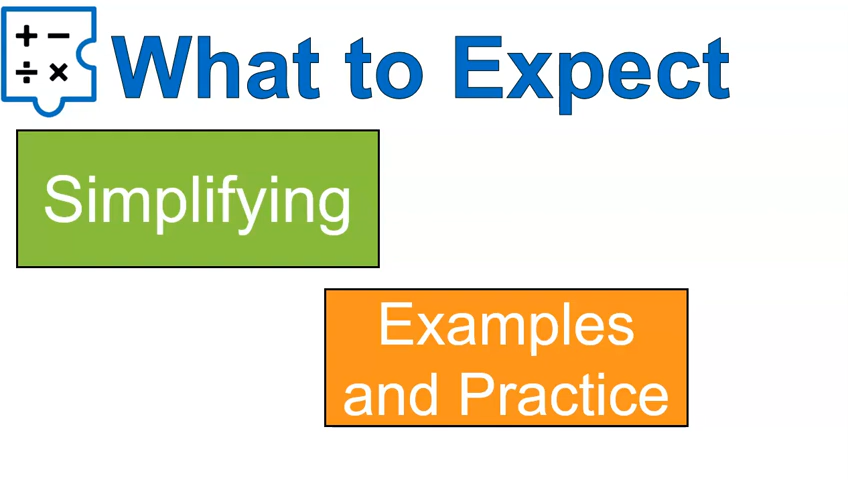 + −
÷ ×
What to Expect
Simplifying
Examples
and Practice